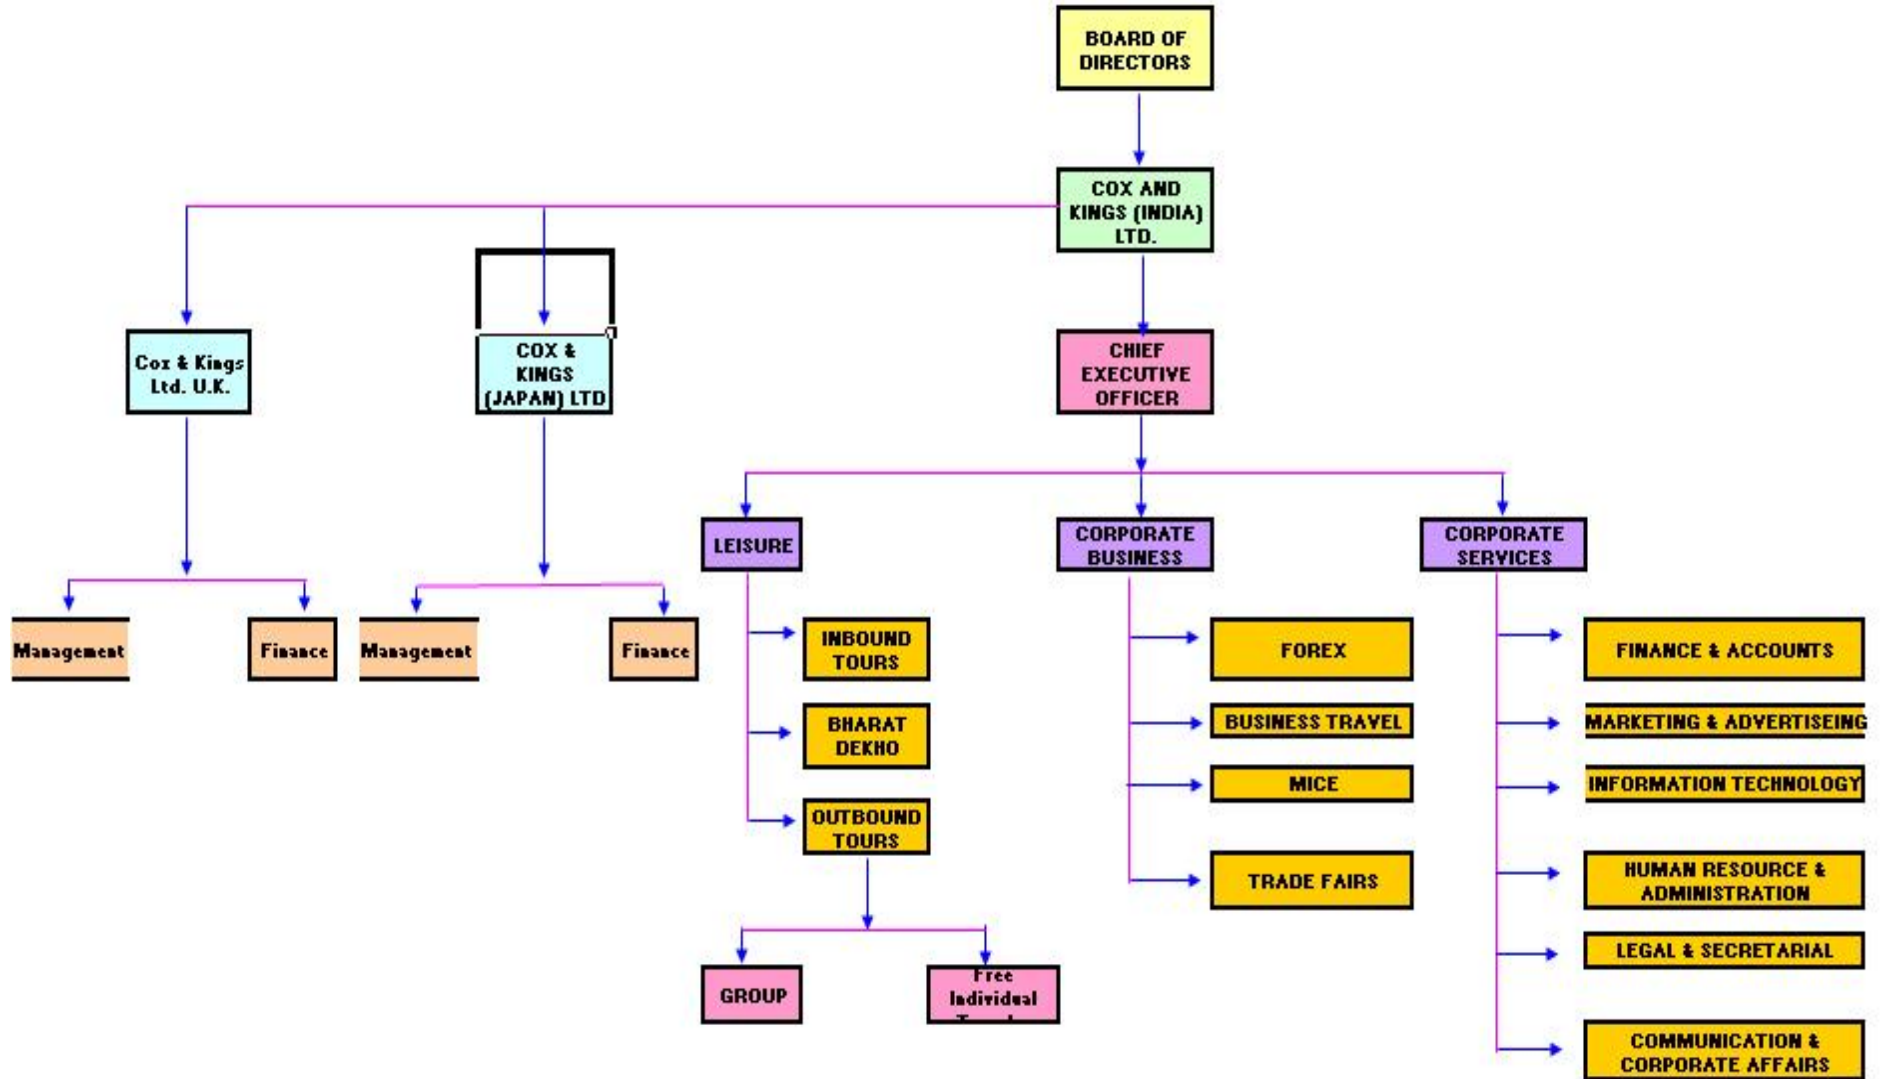 BOARD OF
DIRECTORS
COX AND
KINGS (INDIA)
LTD.
Cox & Kings
Ltd. U.K.
COX &
KINGS
(JAPAN) LTD
CHIEF
EXECUTIVE
OFFICER
LEISURE
CORPORATE
BUSINESS
CORPORATE
SERVICES
Management
Finance
Management
Finance
INBOUND
TOURS
BHARAT
DEKHO
OUTBOUND
TOURS
GROUP
Free
Individual
FOREX
BUSINESS TRAVEL
MICE
TRADE FAIRS
FINANCE & ACCOUNTS
MARKETING & ADVERTISEING
INFORMATION TECHNOLOGY
HUMAN RESOURCE &
ADMINISTRATION
LEGAL & SECRETARIAL
COMMUNICATION &
CORPORATE AFFAIRS